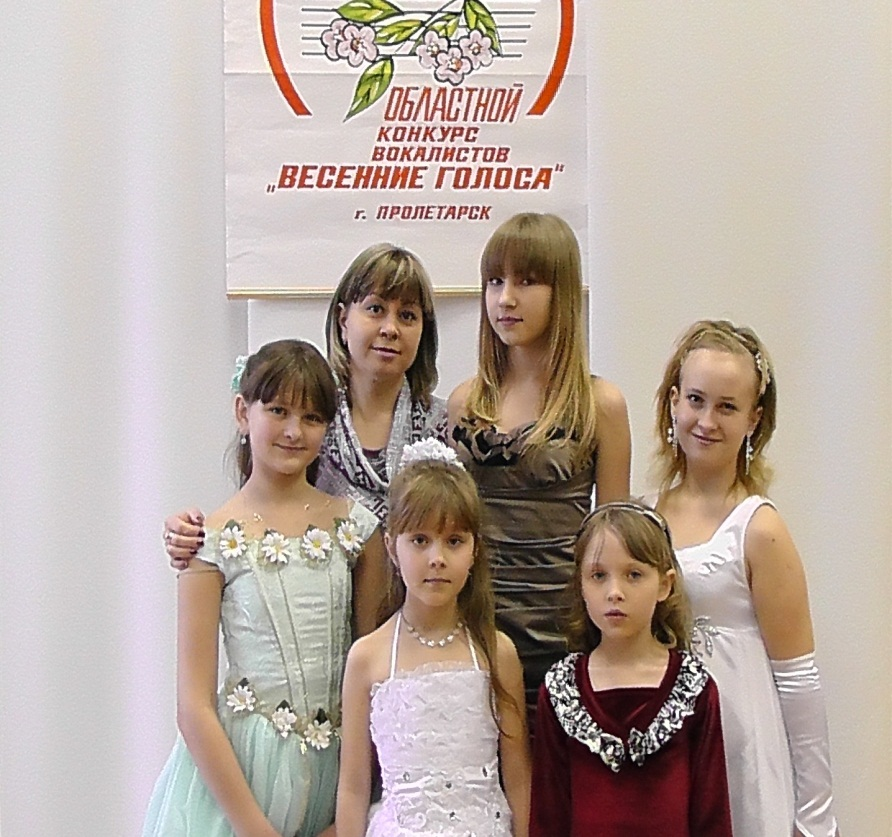 ОБЛАСТНОЙ
КОНКУРС
ВОКАЛИСТОВ
„ВЕСЕННИЕ ГОЛОСА"
г. ПРОЛЕТАРСК